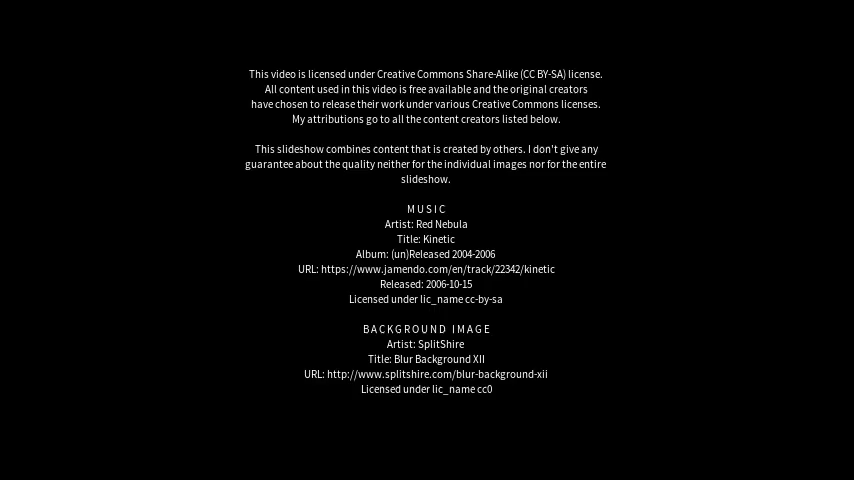 This video is licensed under Creative Commons Share-Alike (CC BY-SA) license.
All content used in this video is free available and the original creators
have chosen to release their work under various Creative Commons licenses.
My attributions go to all the content creators listed below.
This slideshow combines content that is created by others. I don't give any
guarantee about the quality neither for the individual images nor for the entire
slideshow.
MUSIC
Artist: Red Nebula
Title: Kinetic
Album: (un)Released 2004-2006
URL: https://www.jamendo.com/en/track/22342/kinetic
Released: 2006-10-15
Licensed under lic_name cc-by-sa
BACKGROUND IMAGE
Artist: SplitShire
Title: Blur Background XII
URL: http://www.splitshire.com/blur-background-xii
Licensed under lic_name cc0